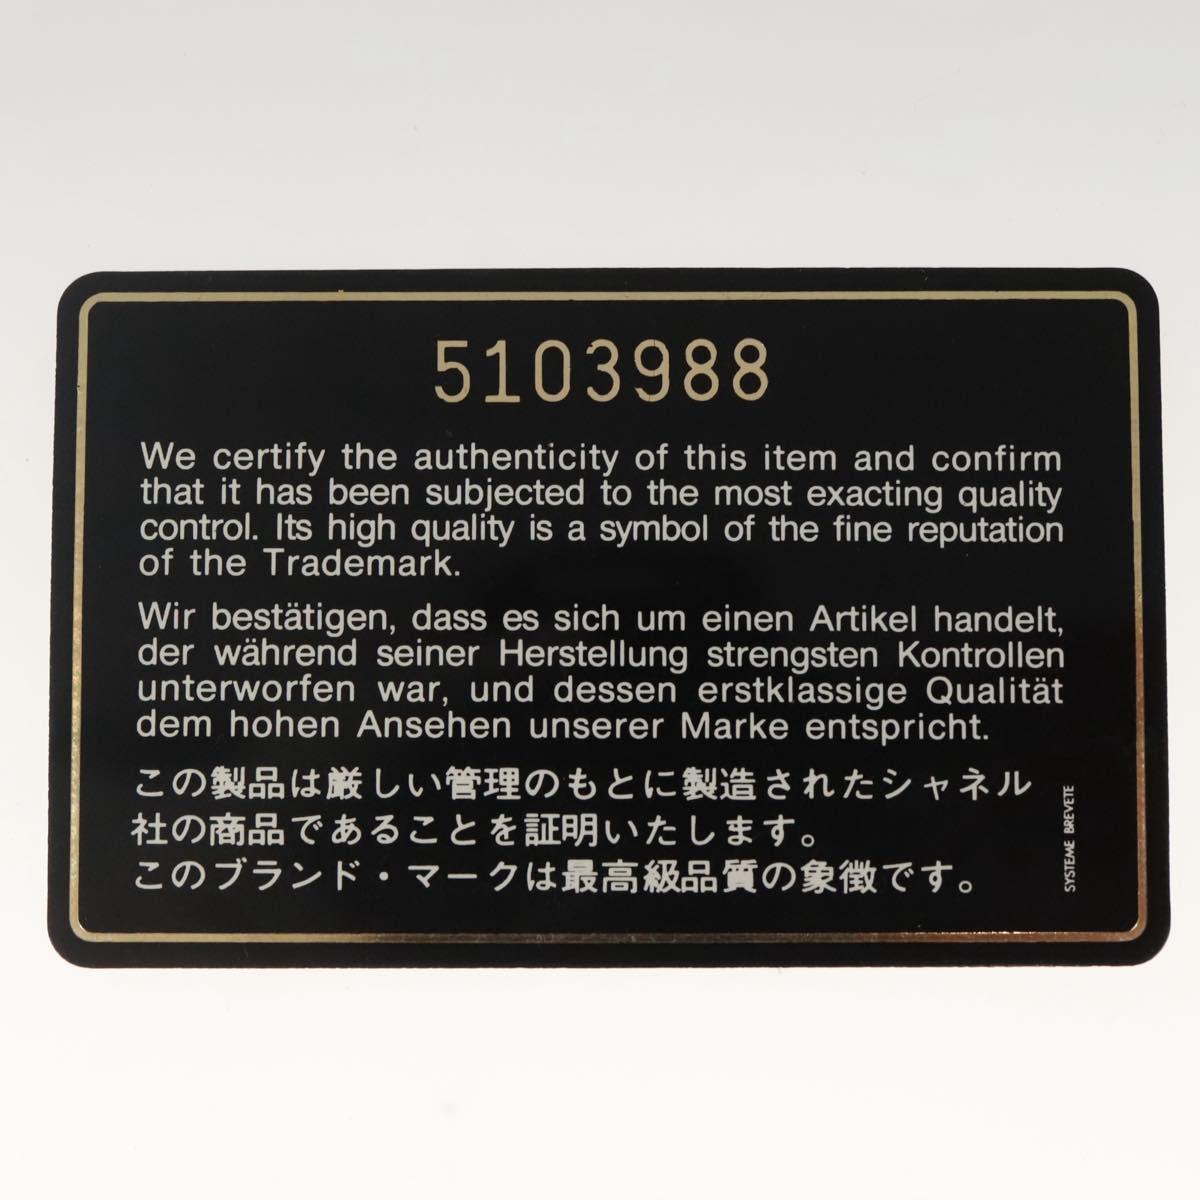 5103988
We certify the authenticity of this item and confirm
that it has been subjected to the most exacting quality
control. Its high quality is a symbol of the fine reputation
of the Trademark.
Wir bestätigen, dass es sich um einen Artikel handelt,
der während seiner Herstellung strengsten Kontrollen
unterworfen war, und dessen erstklassige Qualität
dem hohen Ansehen unserer Marke entspricht.
この製品は厳しい管理のもとに製造されたシャネル
社の商品であることを証明いたします。
このブランド・マークは最高級品質の象徴です。
SYSTEME BREVETE